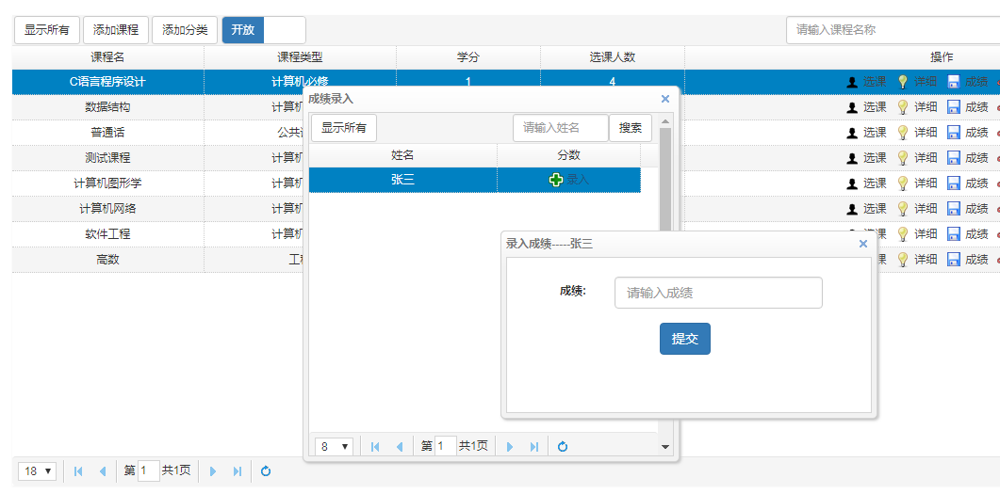 显示所有 添加课程 添加分类 开放 请输入课程名称
课程名 课程类型 学分 选课人数 操作
C语言程序设计 计算机必修 1 4 选课 详细 成绩
成绩录入
数据结构 计算机 选课 详细 成绩
显示所有 请输入姓名 搜索
普通话 公共 选课 详细 成绩
姓名 分数
测试课程 计算机 选课 详细 成绩
张三 录入
计算机图形学 计算机 选课 详细 成绩
计算机网络 计算机 选课 详细 成绩
软件工程 计算机 课 详细 成绩
录入成绩-----张三
高数 工 课 详细 成绩
成绩: 请输入成绩
提交
8 第 1 共1页
18 第 1 共1页